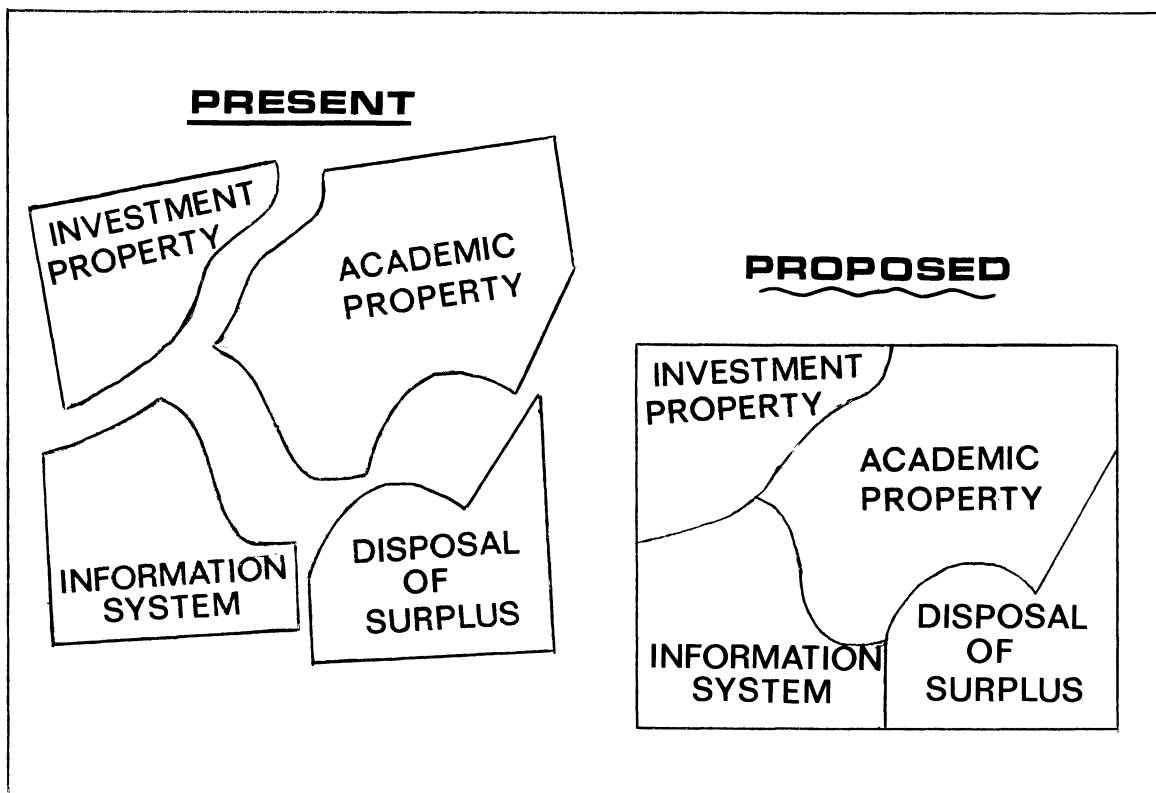 PRESENT
INVESTMENT
PROPERTY
ACADEMIC
PROPERTY
INFORMATION
SYSTEM
DISPOSAL
OF
SURPLUS
PROPOSED
INVESTMENT
PROPERTY
ACADEMIC
PROPERTY
INFORMATION
SYSTEM
DISPOSAL
OF
SURPLUS